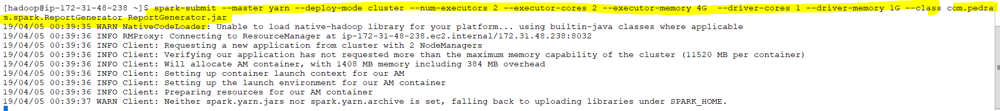 [hadoop@ip-172-31-48-238 ~]$ spark-submit --master yarn --deploy-mode cluster --num-executors 2 --executor-cores 2 --executor-memory 4G  --driver-cores 1 --driver-memory 1G --class com.pedra
m.spark.ReportGenerator ReportGenerator.jar
19/04/05 00:39:35 WARN NativeCodeLoader: Unable to load native-hadoop library for your platform... using builtin-java classes where applicable
19/04/05 00:39:36 INFO RMProxy: Connecting to ResourceManager at ip-172-31-48-238.ec2.internal/172.31.48.238:8032
19/04/05 00:39:36 INFO Client: Requesting a new application from cluster with 2 NodeManagers
19/04/05 00:39:36 INFO Client: Verifying our application has not requested more than the maximum memory capability of the cluster (11520 MB per container)
19/04/05 00:39:36 INFO Client: Will allocate AM container, with 1408 MB memory including 384 MB overhead
19/04/05 00:39:36 INFO Client: Setting up container launch context for our AM
19/04/05 00:39:36 INFO Client: Setting up the launch environment for our AM container
19/04/05 00:39:36 INFO Client: Preparing resources for our AM container
19/04/05 00:39:37 WARN Client: Neither spark.yarn.jars nor spark.yarn.archive is set, falling back to uploading libraries under SPARK_HOME.